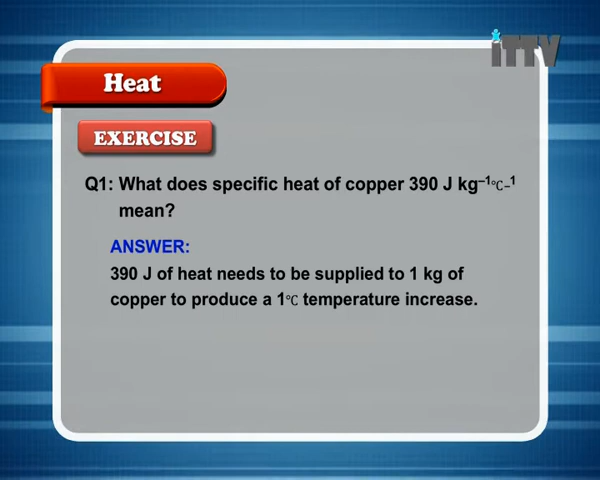 iTTV
Heat
EXERCISE
Q1: What does specific heat of copper 390 J kg⁻¹℃⁻¹
mean?
ANSWER:
390 J of heat needs to be supplied to 1 kg of
copper to produce a 1℃ temperature increase.